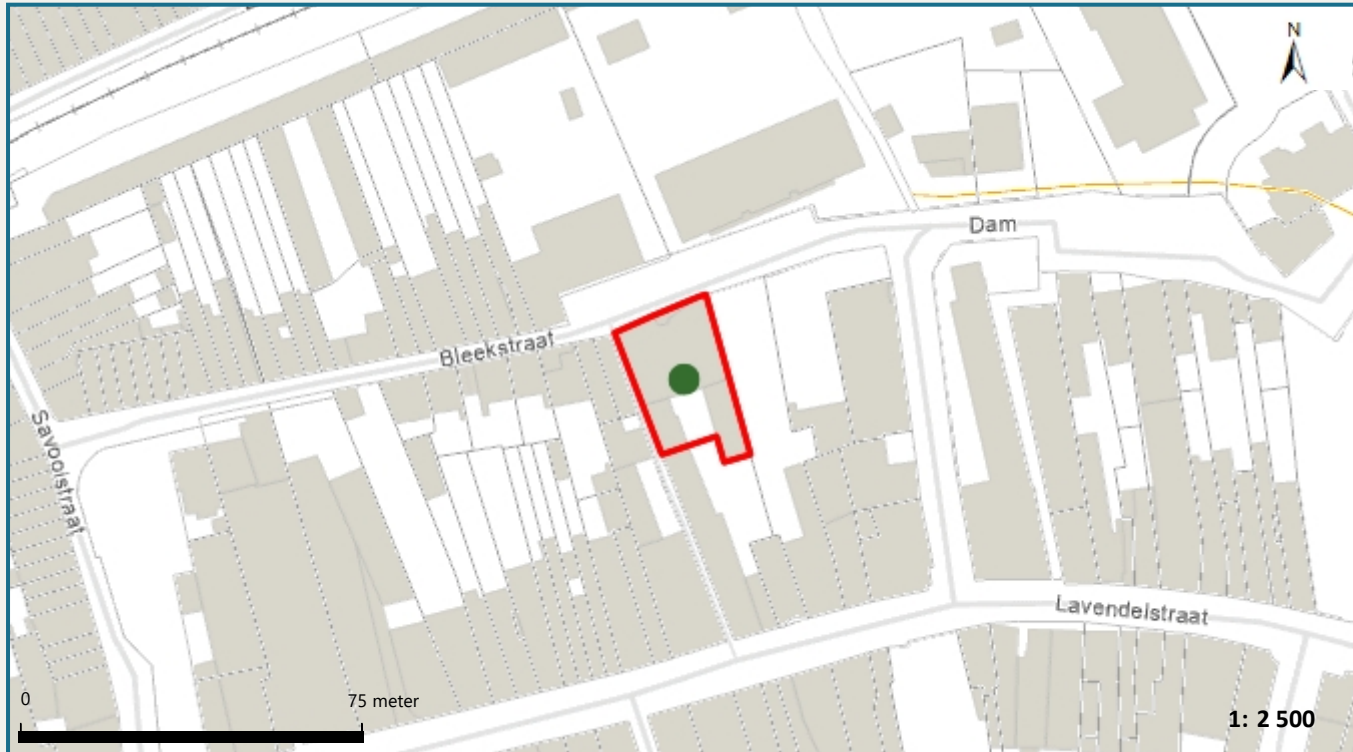 N
Dam
Bleekstraat
Savooistraat
Lavendelstraat
0
75 meter
1: 2 500